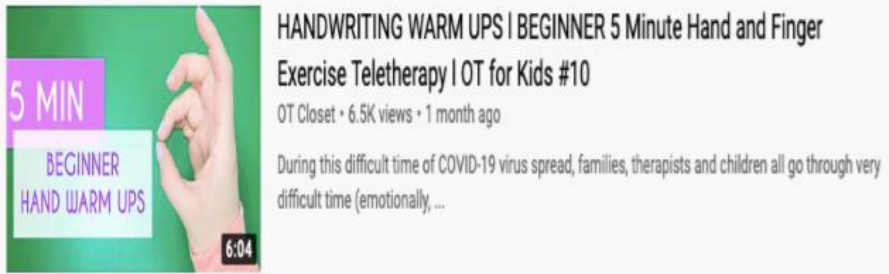 5 MIN
BEGINNER
HAND WARM UPS
6:04
HANDWRITING WARM UPS l BEGINNER 5 Minute Hand and Finger
Exercise Teletherapy l OT for Kids #10
OT Closet • 6.5K views • 1 month ago
During this difficult time of COVID-19 virus spread, families, therapists and children all go through very
difficult time (emotionally, ...